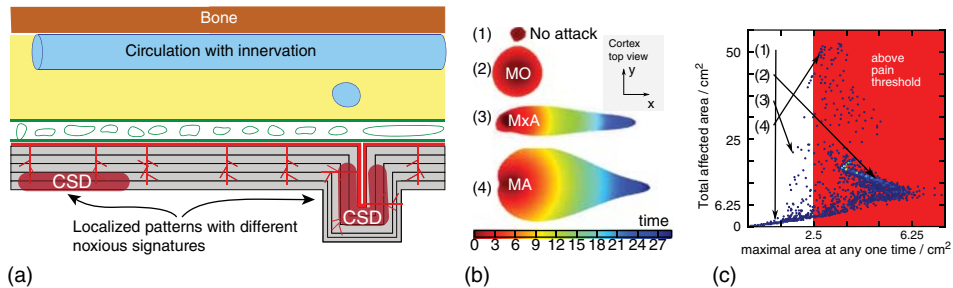 Bone
Circulation with innervation
CSD
CSD
Localized patterns with different
noxious signatures
(a)
(1) No attack
(2) MO
(3) MxA
(4) MA
Cortex
top view
y
x
time
0 3 6 9 12 15 18 21 24 27
(b)
Total affected area / cm²
50
25
6.25
0
(1)
(2)
(3)
(4)
above
pain
threshold
0 2.5 6.25
maximal area at any one time / cm²
(c)